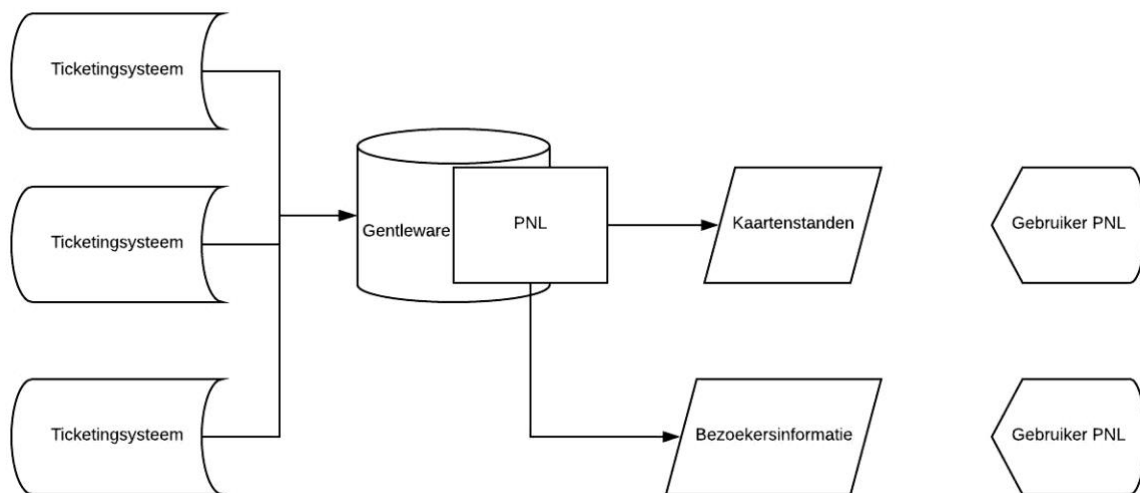 Ticketingsysteem
Ticketingsysteem
Ticketingsysteem
Gentleware
PNL
Kaartenstanden
Gebruiker PNL
Bezoekersinformatie
Gebruiker PNL